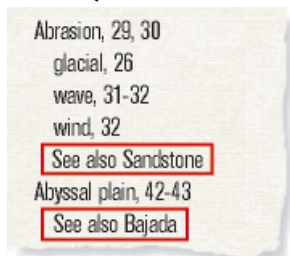 Abrasion, 29, 30
glacial, 26
wave, 31-32
wind, 32
See also Sandstone
Abyssal plain, 42-43
See also Bajada